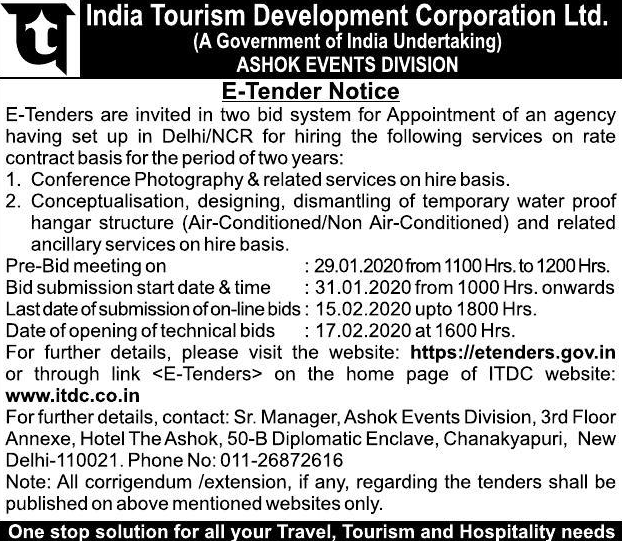 India Tourism Development Corporation Ltd.
(A Government of India Undertaking)
ASHOK EVENTS DIVISION
E-Tender Notice
E-Tenders are invited in two bid system for Appointment of an agency
having set up in Delhi/NCR for hiring the following services on rate
contract basis for the period of two years:
1. Conference Photography & related services on hire basis.
2. Conceptualisation, designing, dismantling of temporary water proof
hangar structure (Air-Conditioned/Non Air-Conditioned) and related
ancillary services on hire basis.
Pre-Bid meeting on : 29.01.2020 from 1100 Hrs. to 1200 Hrs.
Bid submission start date & time : 31.01.2020 from 1000 Hrs. onwards
Last date of submission of on-line bids : 15.02.2020 upto 1800 Hrs.
Date of opening of technical bids : 17.02.2020 at 1600 Hrs.
For further details, please visit the website: https://etenders.gov.in
or through link <E-Tenders> on the home page of ITDC website:
www.itdc.co.in
For further details, contact: Sr. Manager, Ashok Events Division, 3rd Floor
Annexe, Hotel The Ashok, 50-B Diplomatic Enclave, Chanakyapuri, New
Delhi-110021. Phone No: 011-26872616
Note: All corrigendum /extension, if any, regarding the tenders shall be
published on above mentioned websites only.
One stop solution for all your Travel, Tourism and Hospitality needs